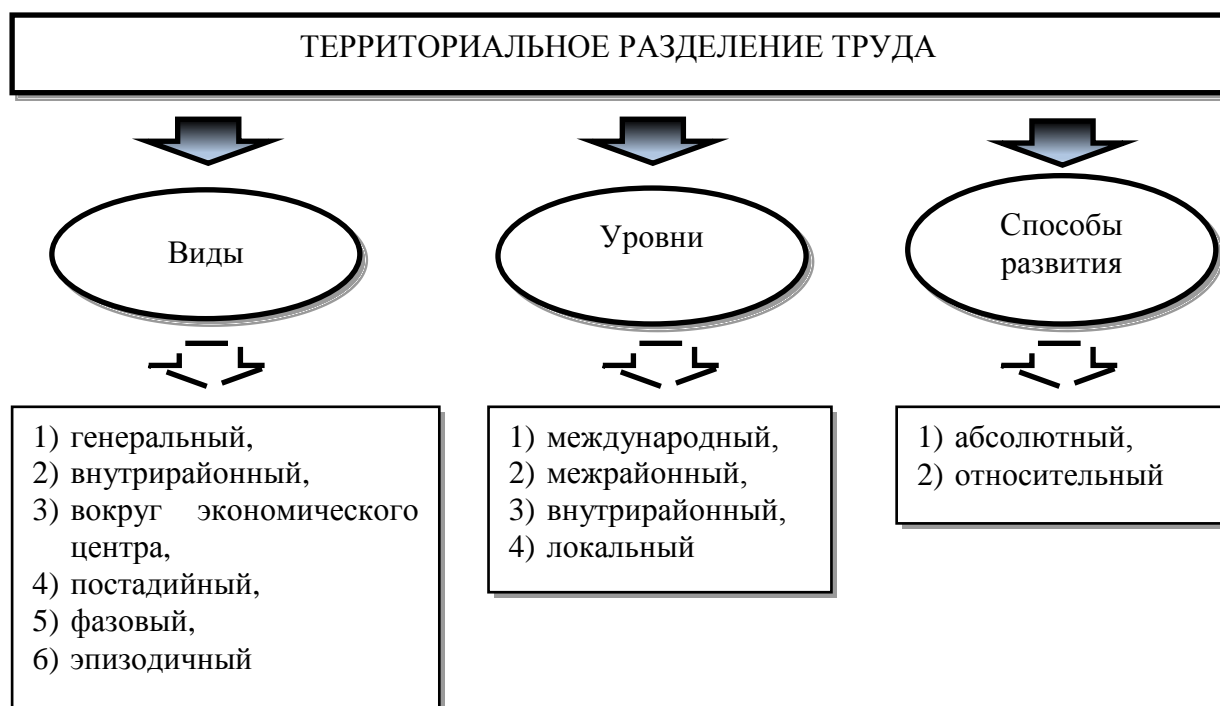 ТЕРРИТОРИАЛЬНОЕ РАЗДЕЛЕНИЕ ТРУДА
Виды
Уровни
Способы
развития
1) генеральный,
2) внутрирайонный,
3) вокруг экономического
центра,
4) постадийный,
5) фазовый,
6) эпизодичный
1) международный,
2) межрайонный,
3) внутрирайонный,
4) локальный
1) абсолютный,
2) относительный